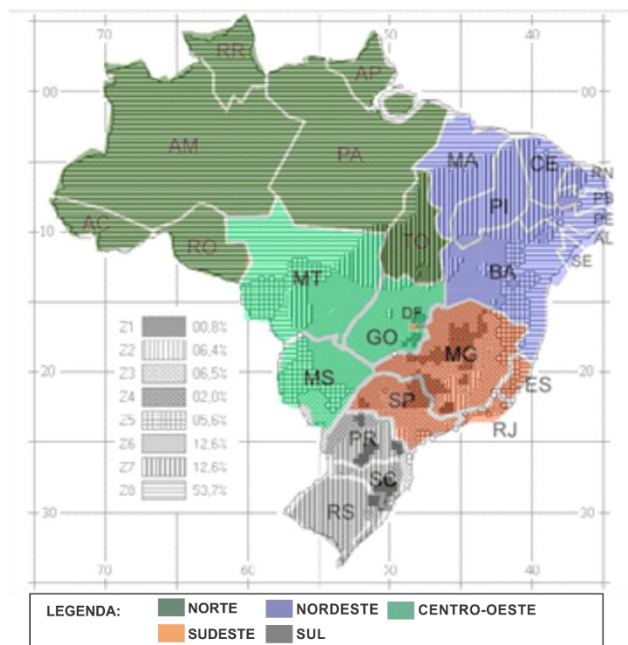 70 50 40
RR AP
00 00
AM PA MA CE RN
PI PB
AC TO PE
10 RO AL
BA SE
MT
DF
Z1 00,8% GO
Z2 06,4% MG
Z3 06,5% ES
20 MS 20
Z4 02,0% SP
Z5 05,6% RJ
Z6 12,6% PR
Z7 12,6% SC
Z8 53,7% RS
30 30
70 60 50 40
LEGENDA: NORTE NORDESTE CENTRO-OESTE
SUDESTE SUL